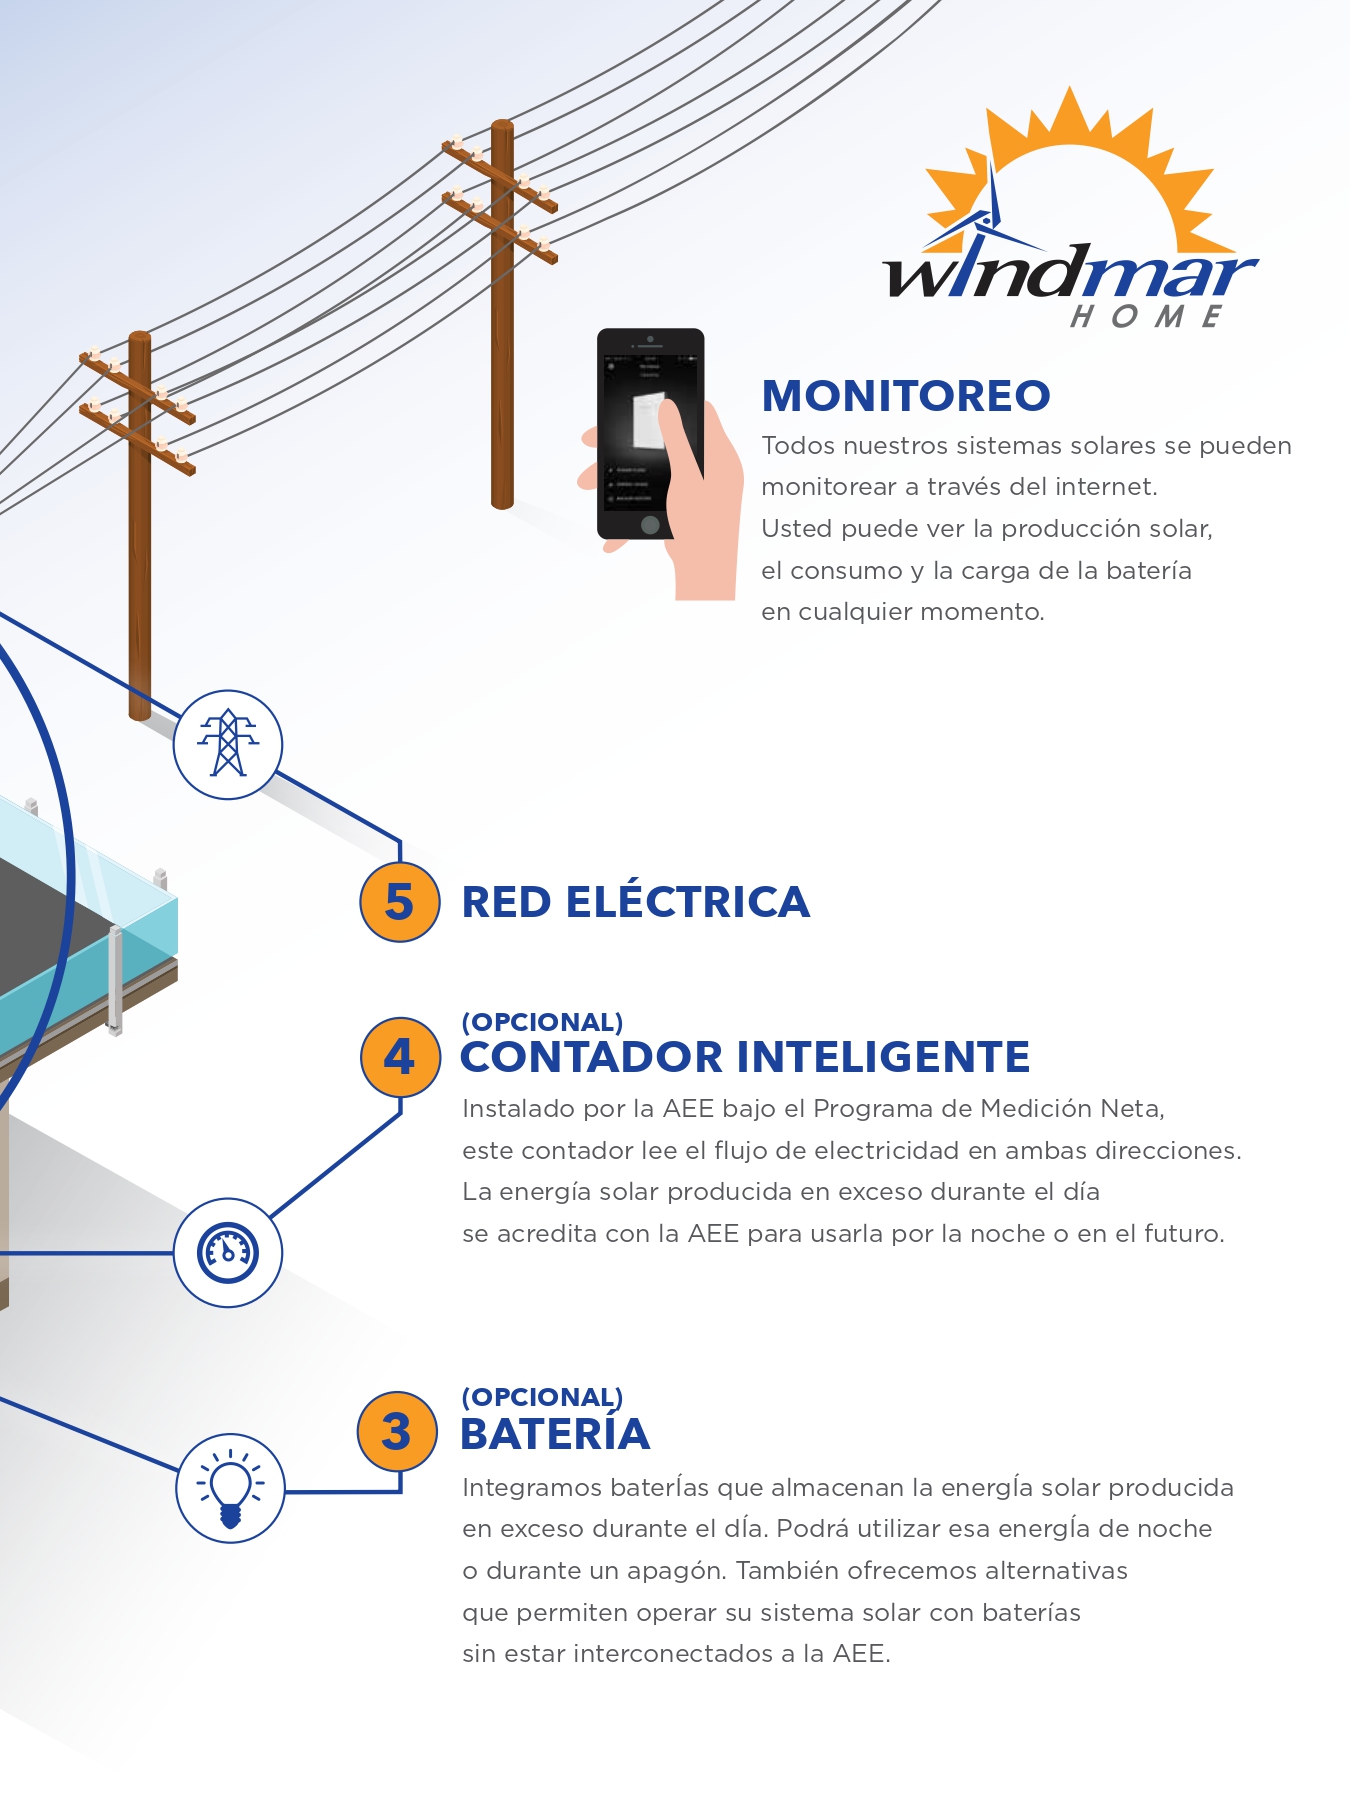 windmar
HOME
MONITOREO
Todos nuestros sistemas solares se pueden
monitorear a través del internet.
Usted puede ver la producción solar,
el consumo y la carga de la batería
en cualquier momento.
5 RED ELÉCTRICA
(OPCIONAL)
4 CONTADOR INTELIGENTE
Instalado por la AEE bajo el Programa de Medición Neta,
este contador lee el flujo de electricidad en ambas direcciones.
La energía solar producida en exceso durante el día
se acredita con la AEE para usarla por la noche o en el futuro.
(OPCIONAL)
3 BATERÍA
Integramos baterÍas que almacenan la energÍa solar producida
en exceso durante el dÍa. Podrá utilizar esa energÍa de noche
o durante un apagón. También ofrecemos alternativas
que permiten operar su sistema solar con baterías
sin estar interconectados a la AEE.